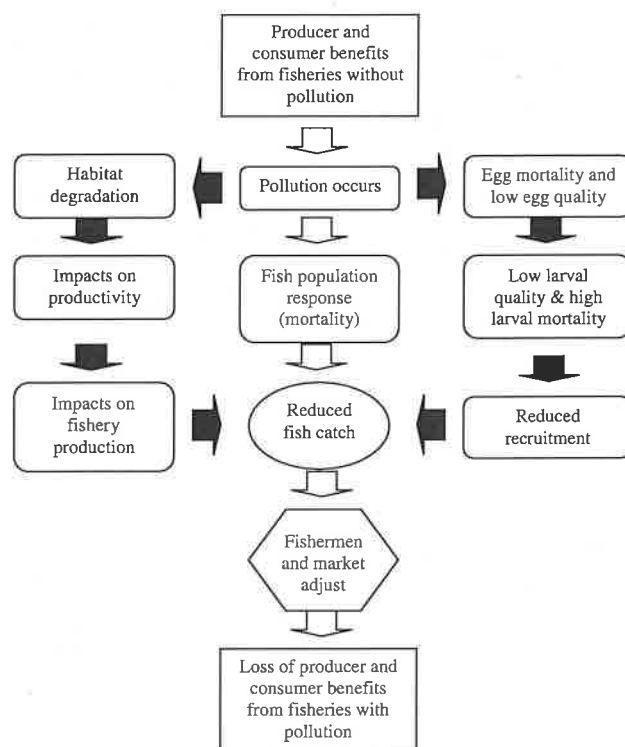 Producer and
consumer benefits
from fisheries without
pollution
Habitat
degradation
Pollution occurs
Egg mortality and
low egg quality
Impacts on
productivity
Fish population
response
(mortality)
Low larval
quality & high
larval mortality
Impacts on
fishery
production
Reduced
fish catch
Reduced
recruitment
Fishermen
and market
adjust
Loss of producer and
consumer benefits
from fisheries with
pollution